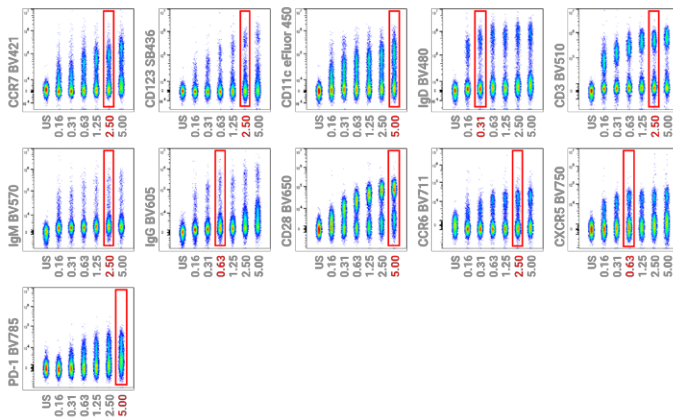 CCR7 BV421
US 0.16 0.31 0.63 1.25 2.50 5.00
CD123 SB436
US 0.16 0.31 0.63 1.25 2.50 5.00
CD11c eFluor 450
US 0.16 0.31 0.63 1.25 2.50 5.00
IgD BV480
US 0.16 0.31 0.63 1.25 2.50 5.00
CD3 BV510
US 0.16 0.31 0.63 1.25 2.50 5.00
IgM BV570
US 0.16 0.31 0.63 1.25 2.50 5.00
IgG BV605
US 0.16 0.31 0.63 1.25 2.50 5.00
CD28 BV650
US 0.16 0.31 0.63 1.25 2.50 5.00
CCR6 BV711
US 0.16 0.31 0.63 1.25 2.50 5.00
CXCR5 BV750
US 0.16 0.31 0.63 1.25 2.50 5.00
PD-1 BV785
US 0.16 0.31 0.63 1.25 2.50 5.00